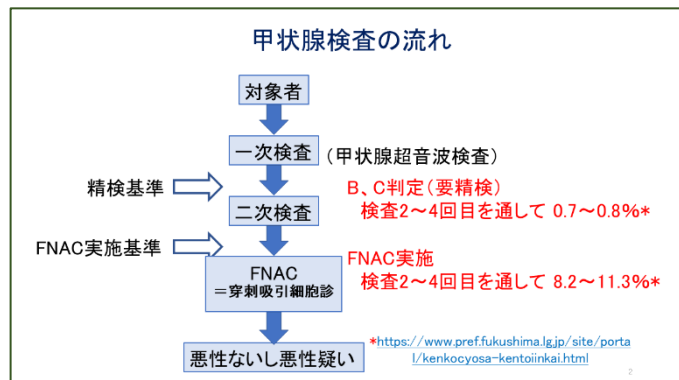 甲状腺検査の流れ
対象者
一次検査
(甲状腺超音波検査)
精検基準
B、C判定(要精検)
検査2～4回目を通して 0.7～0.8%*
二次検査
FNAC実施基準
FNAC
＝穿刺吸引細胞診
FNAC実施
検査2～4回目を通して 8.2～11.3%*
悪性ないし悪性疑い
*https://www.pref.fukushima.lg.jp/site/porta
l/kenkocyosa-kentoiinkai.html
2